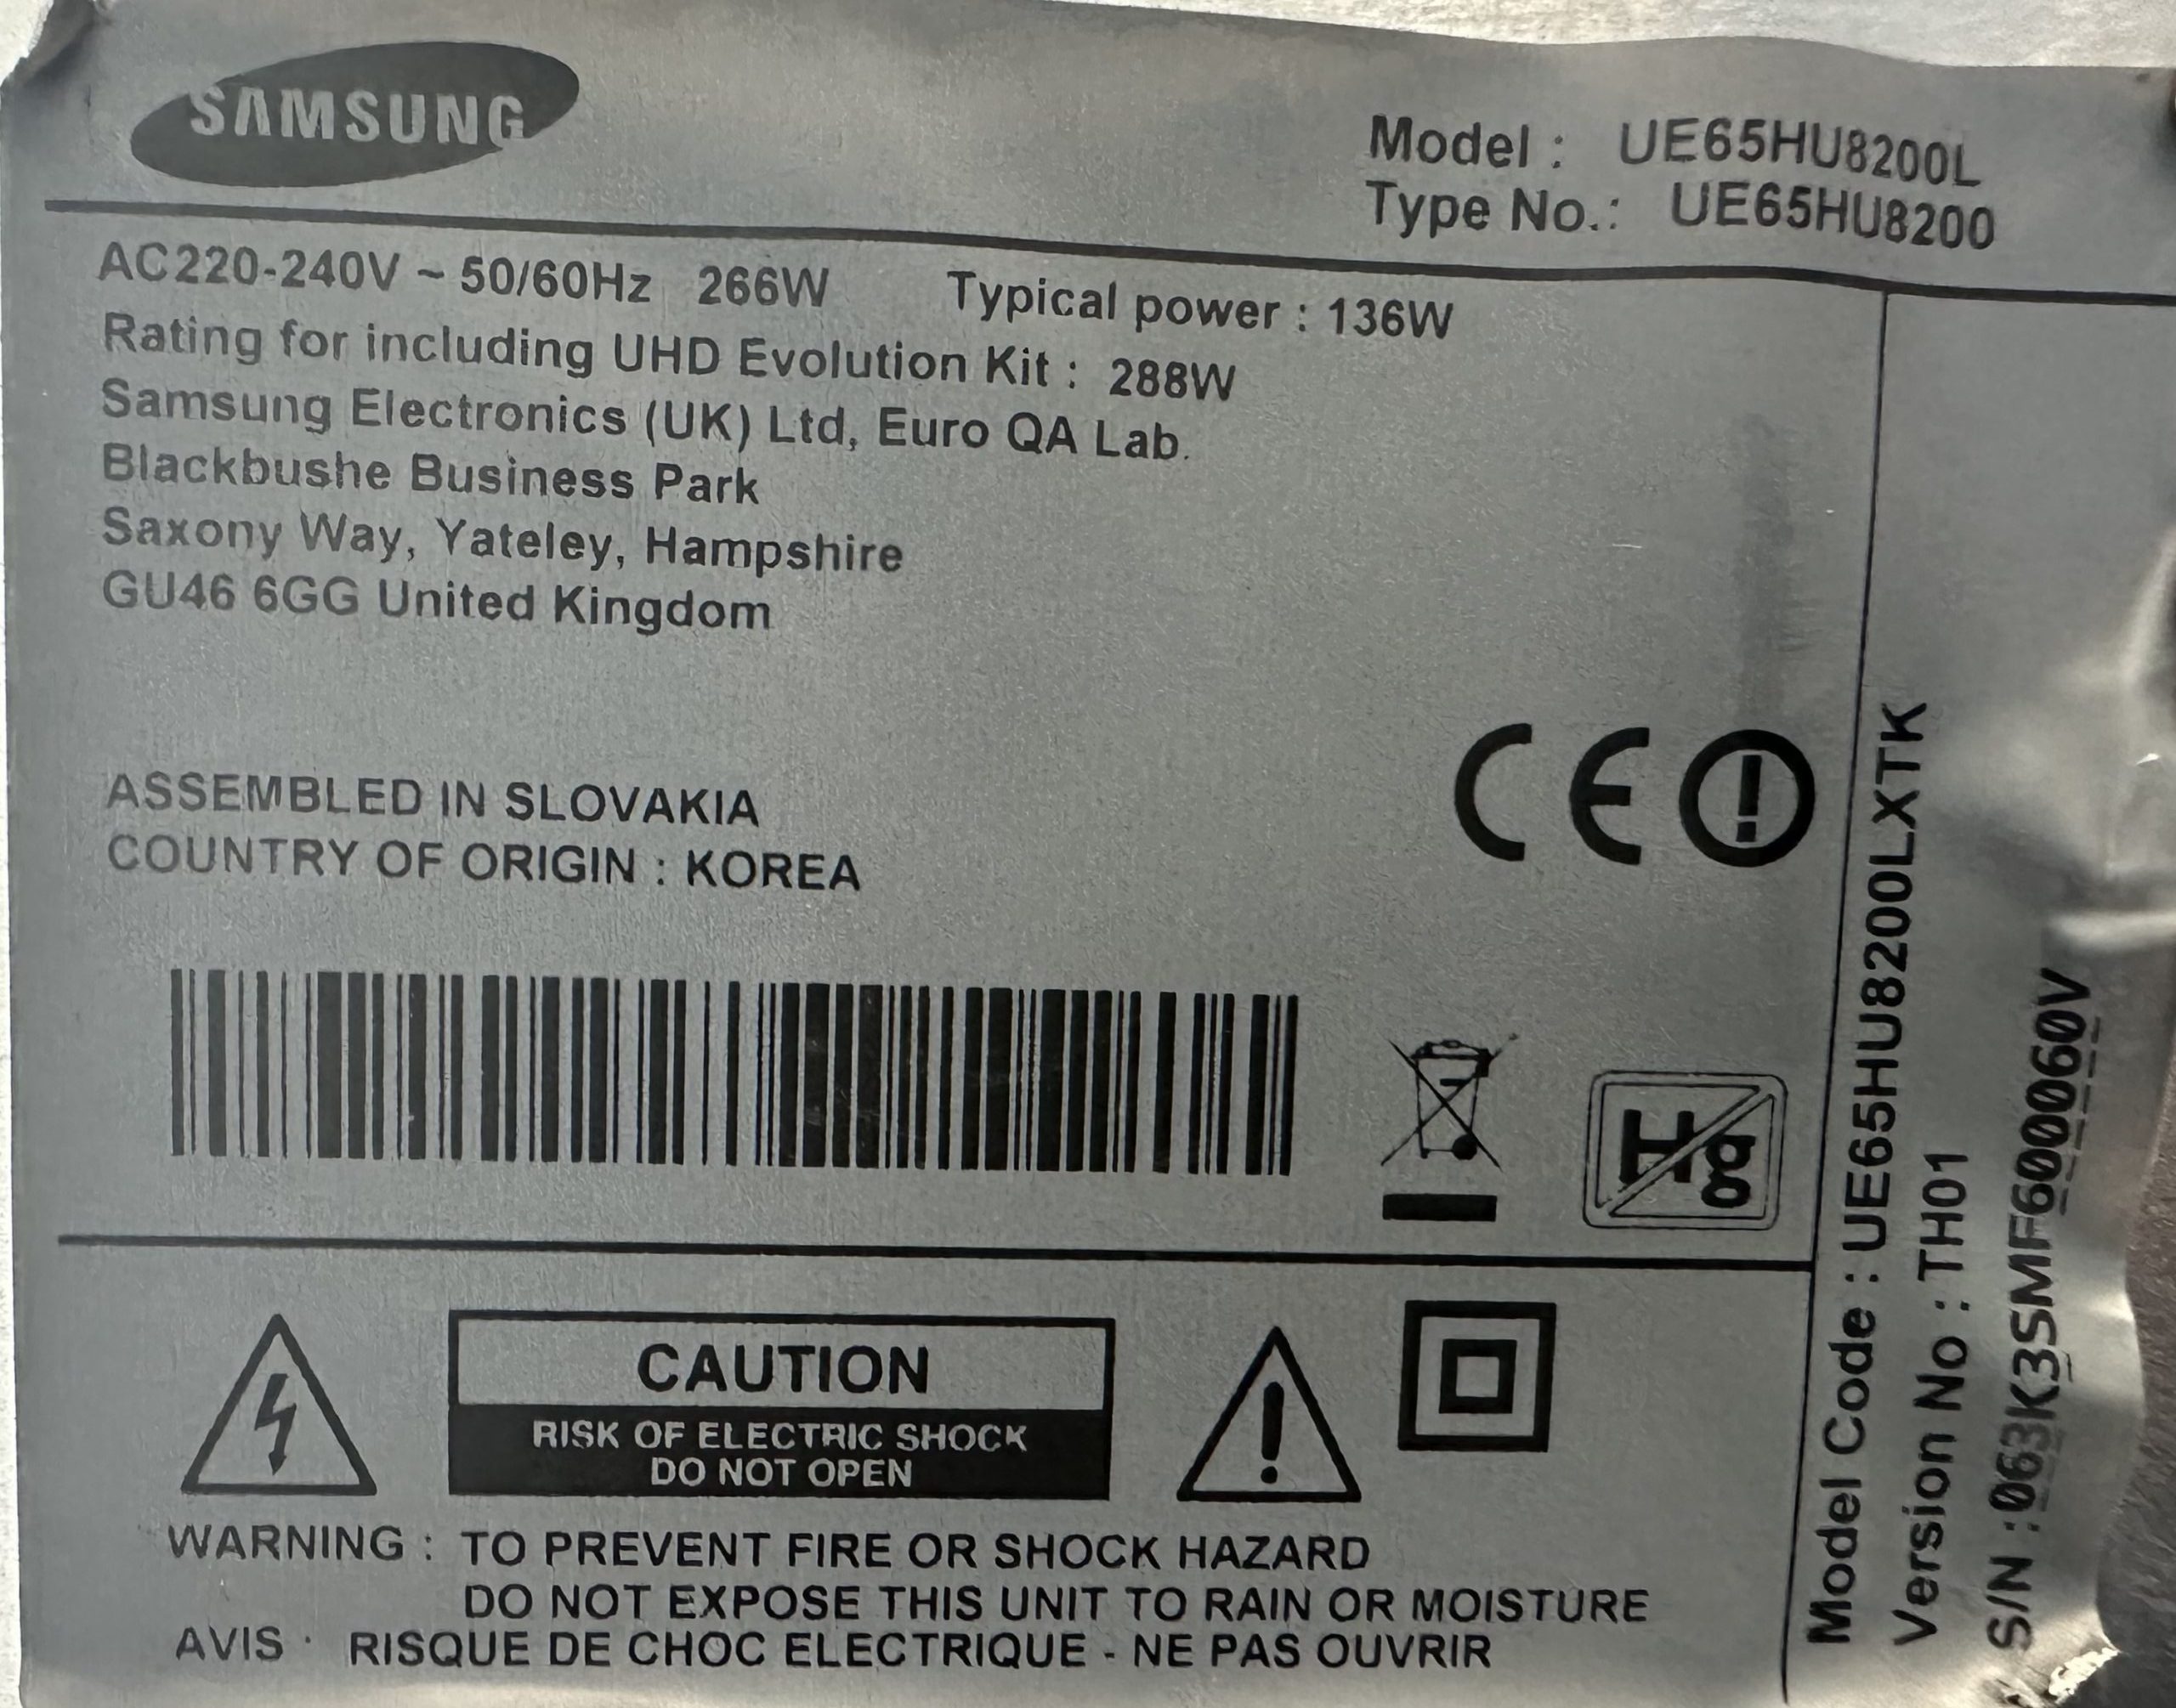 SAMSUNG
Model : UE65HU8200L
Type No.: UE65HU8200
AC220-240V ~ 50/60Hz 266W Typical power : 136W
Rating for including UHD Evolution Kit : 288W
Samsung Electronics (UK) Ltd, Euro QA Lab.
Blackbushe Business Park
Saxony Way, Yateley, Hampshire
GU46 6GG United Kingdom
ASSEMBLED IN SLOVAKIA
COUNTRY OF ORIGIN : KOREA
CE
Hg
CAUTION
RISK OF ELECTRIC SHOCK
DO NOT OPEN
WARNING : TO PREVENT FIRE OR SHOCK HAZARD
DO NOT EXPOSE THIS UNIT TO RAIN OR MOISTURE
AVIS : RISQUE DE CHOC ELECTRIQUE - NE PAS OUVRIR
Model Code : UE65HU8200LXTK
Version No : TH01
S/N : 063K3SMF600060V